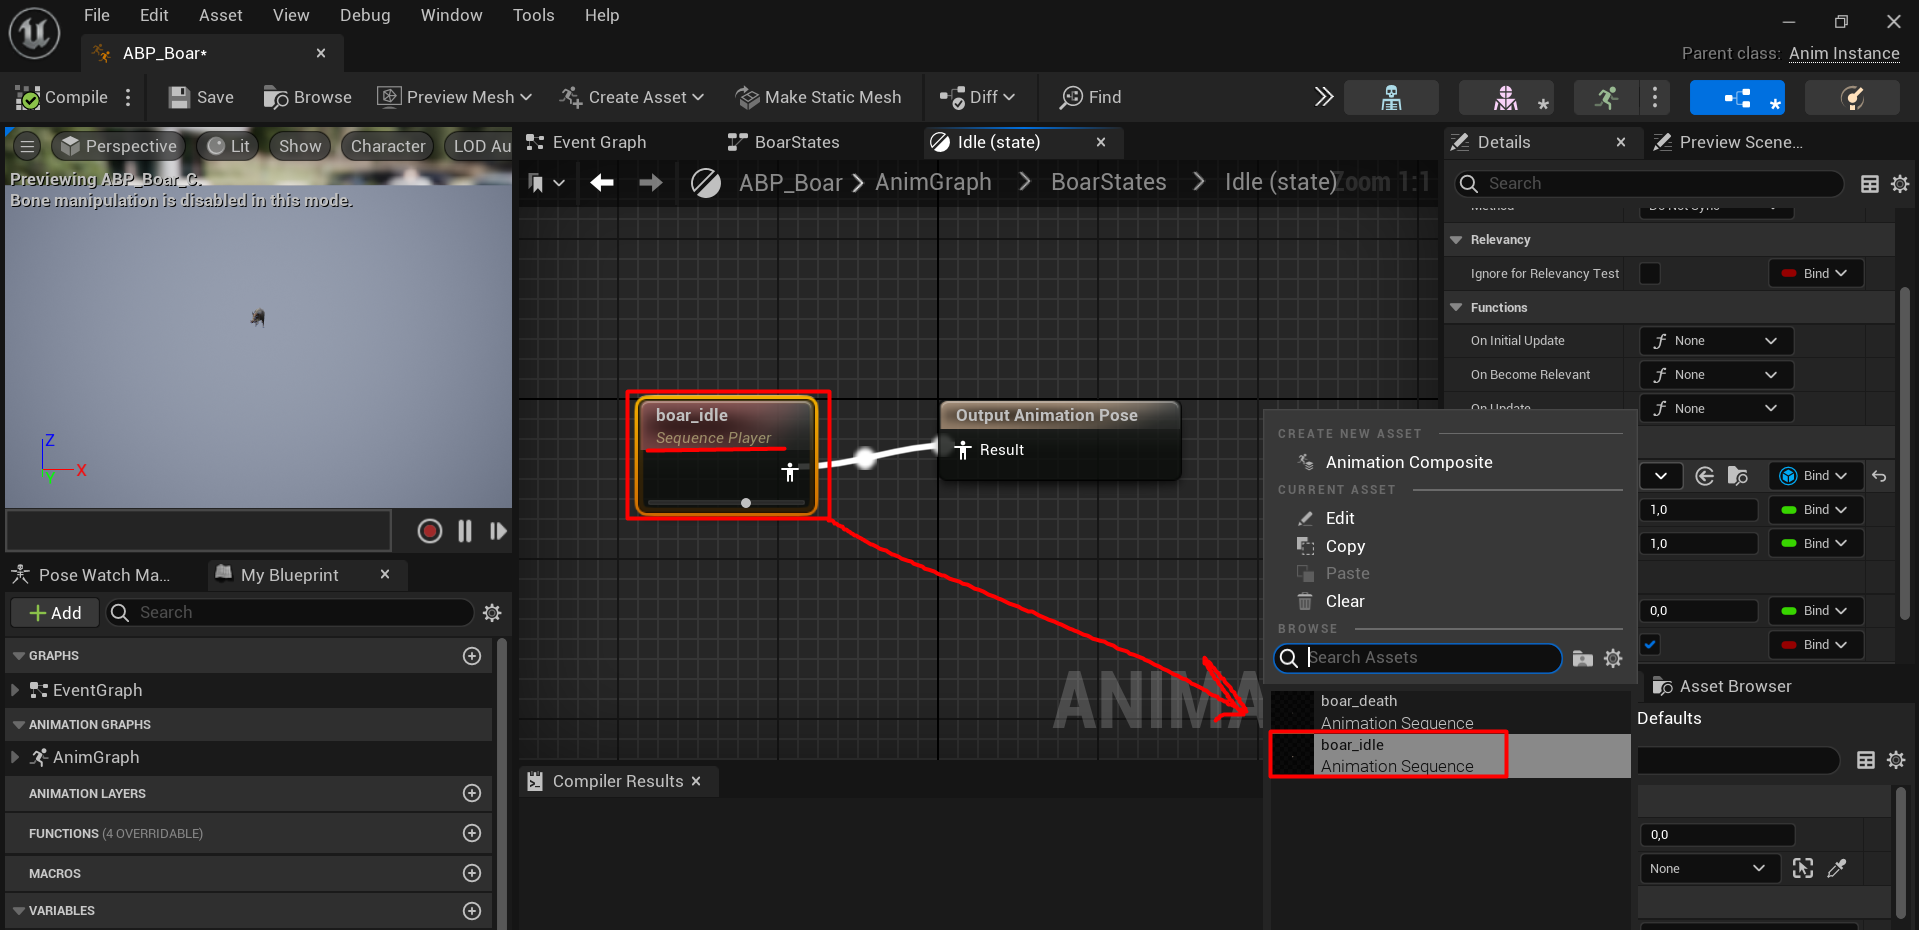 File Edit Asset View Debug Window Tools Help
ABP_Boar*
Parent class: Anim Instance
Compile Save Browse Preview Mesh Create Asset Make Static Mesh Diff Find
Perspective Lit Show Character LOD Au
Previewing ABP_Boar_C.
Bone manipulation is disabled in this mode.
Z
X
Y
Event Graph BoarStates Idle (state)
ABP_Boar > AnimGraph > BoarStates > Idle (state) Zoom 1:1
boar_idle
Sequence Player
Output Animation Pose
Result
ANIMA
Pose Watch Ma... My Blueprint
Add Search
GRAPHS
EventGraph
ANIMATION GRAPHS
AnimGraph
ANIMATION LAYERS
FUNCTIONS (4 OVERRIDABLE)
MACROS
VARIABLES
Compiler Results
Details Preview Scene...
Search
Method Do Not Sync
Relevancy
Ignore for Relevancy Test Bind
Functions
On Initial Update None
On Become Relevant None
On Update None
Bind
1,0 Bind
1,0 Bind
0,0 Bind
Bind
CREATE NEW ASSET
Animation Composite
CURRENT ASSET
Edit
Copy
Paste
Clear
BROWSE
Search Assets
boar_death
Animation Sequence
boar_idle
Animation Sequence
Asset Browser
Defaults
0,0
None